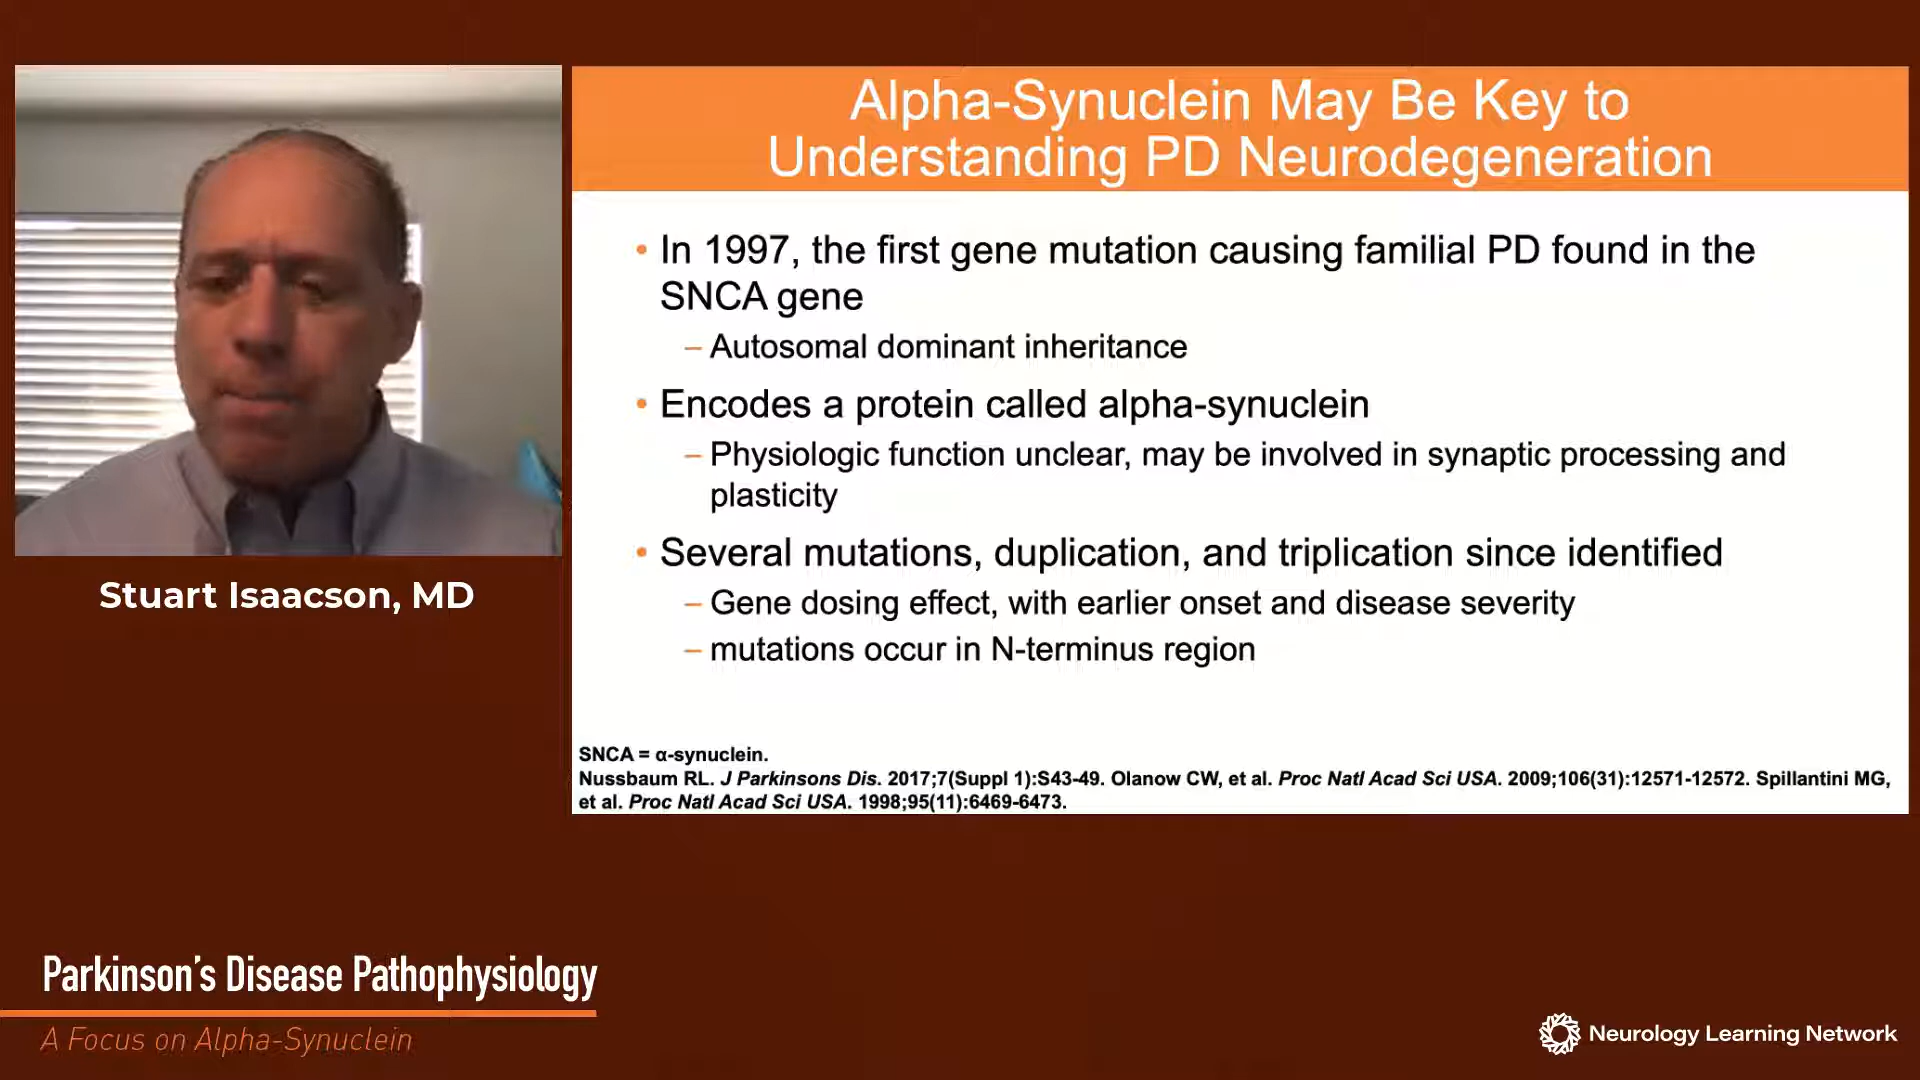 Alpha-Synuclein May Be Key to
Understanding PD Neurodegeneration
• In 1997, the first gene mutation causing familial PD found in the
SNCA gene
– Autosomal dominant inheritance
• Encodes a protein called alpha-synuclein
– Physiologic function unclear, may be involved in synaptic processing and
plasticity
• Several mutations, duplication, and triplication since identified
– Gene dosing effect, with earlier onset and disease severity
– mutations occur in N-terminus region
SNCA = α-synuclein.
Nussbaum RL. J Parkinsons Dis. 2017;7(Suppl 1):S43-49. Olanow CW, et al. Proc Natl Acad Sci USA. 2009;106(31):12571-12572. Spillantini MG,
et al. Proc Natl Acad Sci USA. 1998;95(11):6469-6473.
Stuart Isaacson, MD
Parkinson's Disease Pathophysiology
A Focus on Alpha-Synuclein
Neurology Learning Network